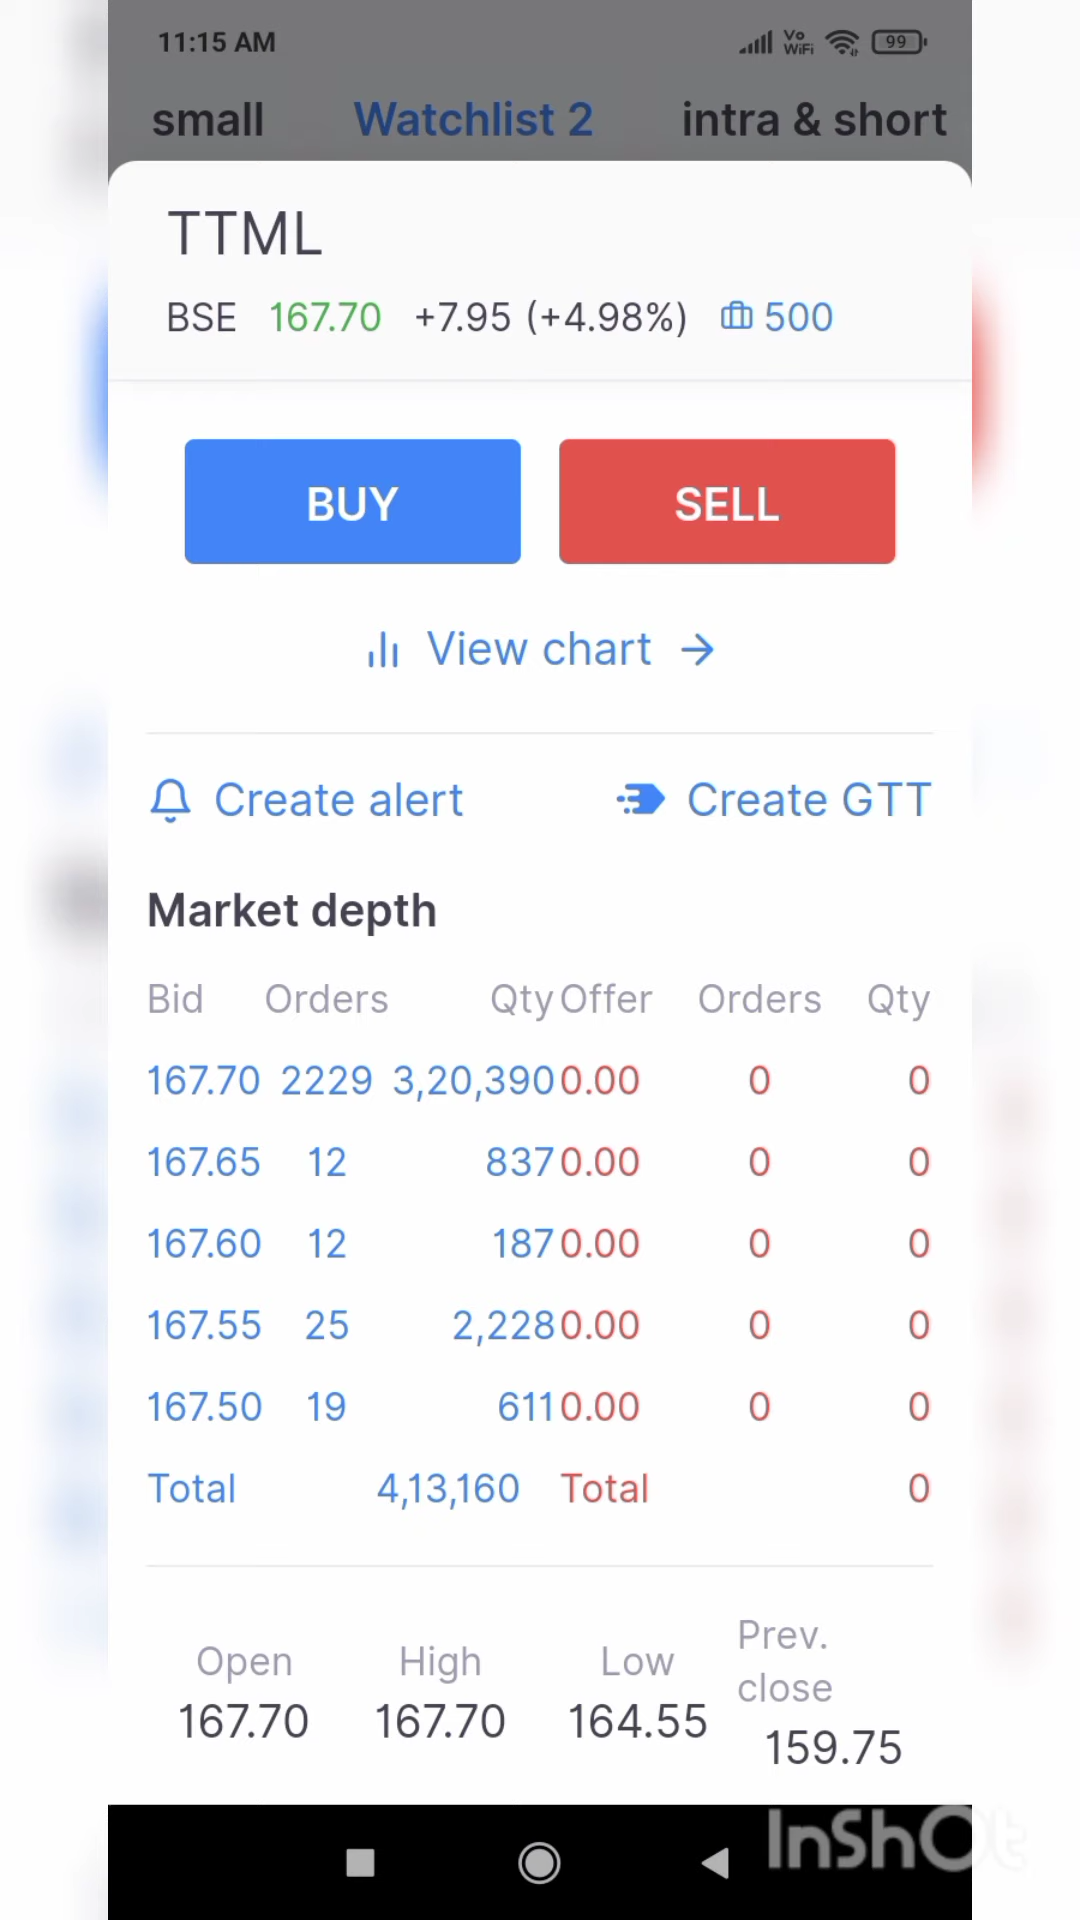 11:15 AM
Vo
WiFi
99
small Watchlist 2 intra & short
TTML
BSE 167.70 +7.95 (+4.98%) 500
BUY SELL
View chart →
Create alert Create GTT
Market depth
Bid Orders Qty Offer Orders Qty
167.70 2229 3,20,390 0.00 0 0
167.65 12 837 0.00 0 0
167.60 12 187 0.00 0 0
167.55 25 2,228 0.00 0 0
167.50 19 611 0.00 0 0
Total 4,13,160 Total 0
Open High Low Prev. close
167.70 167.70 164.55 159.75
InShOt